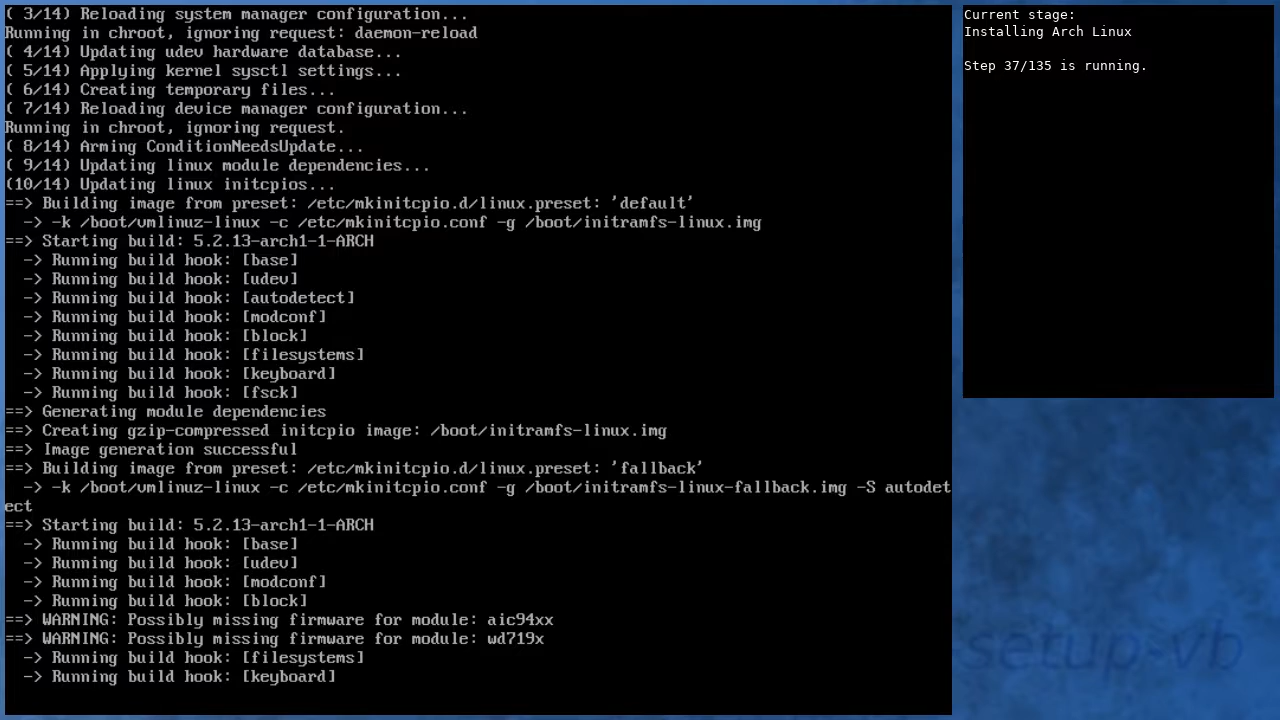 ( 3/14) Reloading system manager configuration...
Running in chroot, ignoring request: daemon-reload
( 4/14) Updating udev hardware database...
( 5/14) Applying kernel sysctl settings...
( 6/14) Creating temporary files...
( 7/14) Reloading device manager configuration...
Running in chroot, ignoring request.
( 8/14) Arming ConditionNeedsUpdate...
( 9/14) Updating linux module dependencies...
(10/14) Updating linux initcpios...
==> Building image from preset: /etc/mkinitcpio.d/linux.preset: 'default'
  -> -k /boot/vmlinuz-linux -c /etc/mkinitcpio.conf -g /boot/initramfs-linux.img
==> Starting build: 5.2.13-arch1-1-ARCH
  -> Running build hook: [base]
  -> Running build hook: [udev]
  -> Running build hook: [autodetect]
  -> Running build hook: [modconf]
  -> Running build hook: [block]
  -> Running build hook: [filesystems]
  -> Running build hook: [keyboard]
  -> Running build hook: [fsck]
==> Generating module dependencies
==> Creating gzip-compressed initcpio image: /boot/initramfs-linux.img
==> Image generation successful
==> Building image from preset: /etc/mkinitcpio.d/linux.preset: 'fallback'
  -> -k /boot/vmlinuz-linux -c /etc/mkinitcpio.conf -g /boot/initramfs-linux-fallback.img -S autodet
ect
==> Starting build: 5.2.13-arch1-1-ARCH
  -> Running build hook: [base]
  -> Running build hook: [udev]
  -> Running build hook: [modconf]
  -> Running build hook: [block]
==> WARNING: Possibly missing firmware for module: aic94xx
==> WARNING: Possibly missing firmware for module: wd719x
  -> Running build hook: [filesystems]
  -> Running build hook: [keyboard]
Current stage:
Installing Arch Linux
Step 37/135 is running.
setup-vb